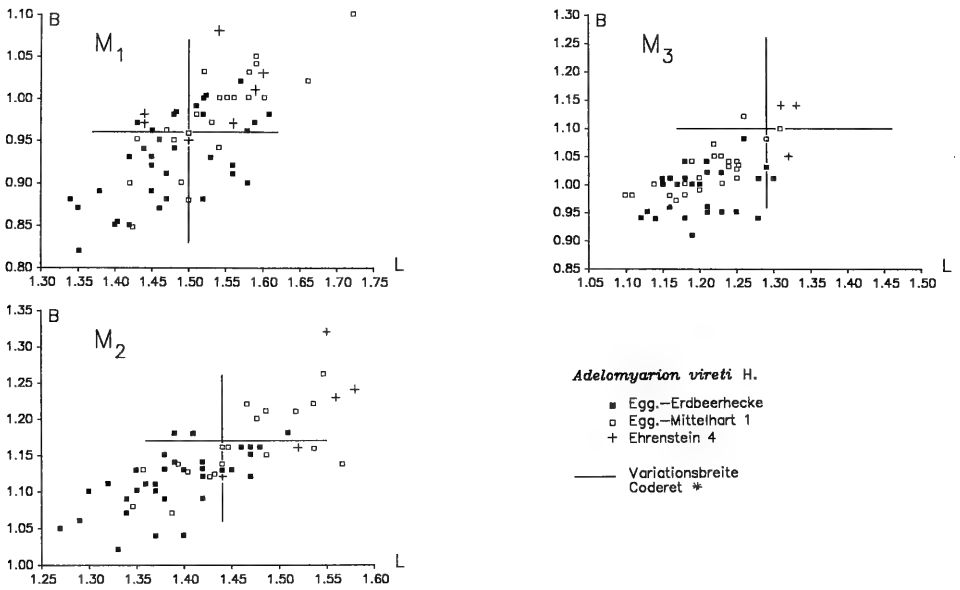 1.10 B
M1
1.05
1.00
0.95
0.90
0.85
0.80
L
1.30 1.35 1.40 1.45 1.50 1.55 1.60 1.65 1.70 1.75
1.30 B
M3
1.25
1.20
1.15
1.10
1.05
1.00
0.95
0.90
0.85
L
1.05 1.10 1.15 1.20 1.25 1.30 1.35 1.40 1.45 1.50
1.35 B
M2
1.30
1.25
1.20
1.15
1.10
1.05
1.00
L
1.25 1.30 1.35 1.40 1.45 1.50 1.55 1.60
Adelomyarion vireti H.
Egg.–Erdbeerhecke
Egg.–Mittelhart 1
Ehrenstein 4
Variationsbreite
Coderet *